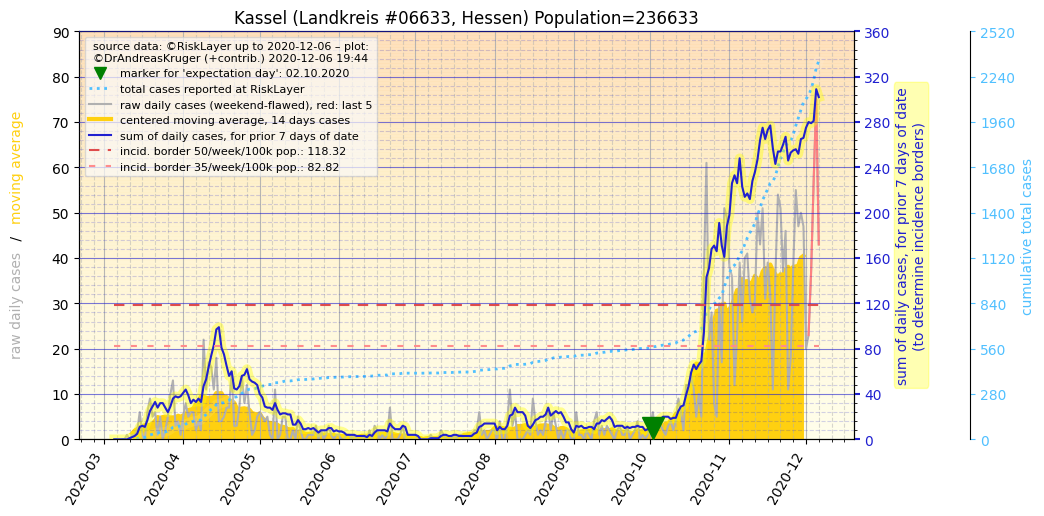 Kassel (Landkreis #06633, Hessen) Population=236633
source data: ©RiskLayer up to 2020-12-06 – plot:
©DrAndreasKruger (+contrib.) 2020-12-06 19:44
marker for 'expectation day': 02.10.2020
total cases reported at RiskLayer
raw daily cases (weekend-flawed), red: last 5
centered moving average, 14 days cases
sum of daily cases, for prior 7 days of date
incid. border 50/week/100k pop.: 118.32
incid. border 35/week/100k pop.: 82.82
raw daily cases / moving average
90
80
70
60
50
40
30
20
10
0
2020-03
2020-04
2020-05
2020-06
2020-07
2020-08
2020-09
2020-10
2020-11
2020-12
360
320
280
240
200
160
120
80
40
0
sum of daily cases, for prior 7 days of date
(to determine incidence borders)
2520
2240
1960
1680
1400
1120
840
560
280
0
cumulative total cases